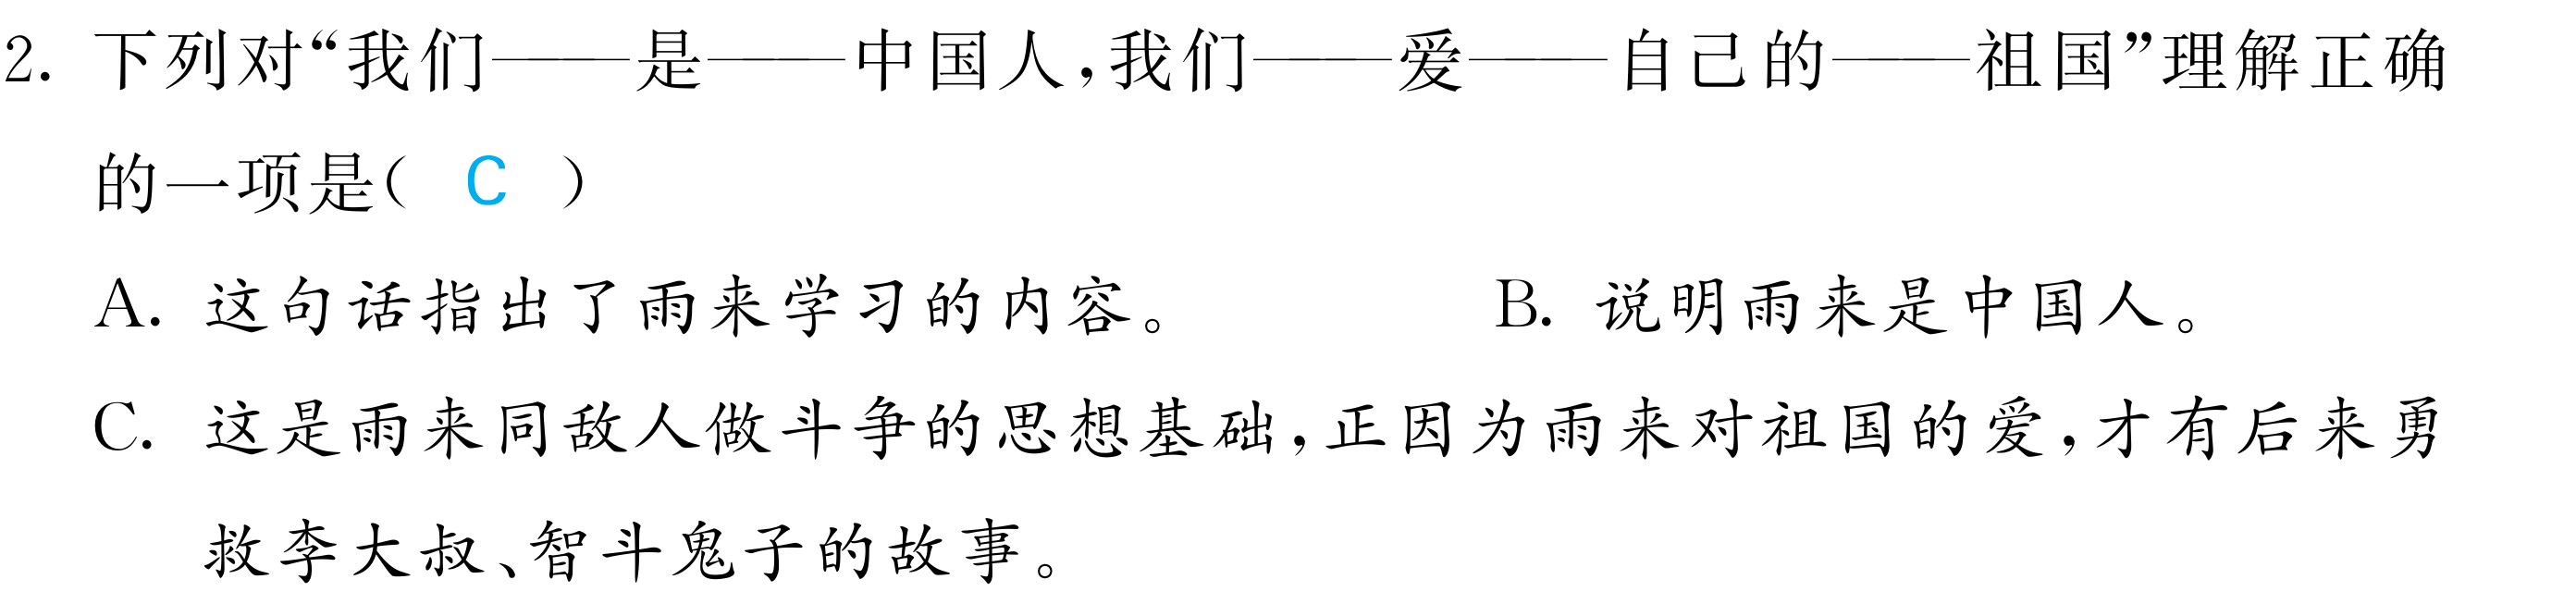 2. 下列对“我们——是——中国人，我们——爱——自己的——祖国”理解正确
的一项是( C )
A. 这句话指出了雨来学习的内容。 B. 说明雨来是中国人。
C. 这是雨来同敌人做斗争的思想基础，正因为雨来对祖国的爱，才有后来勇
救李大叔、智斗鬼子的故事。